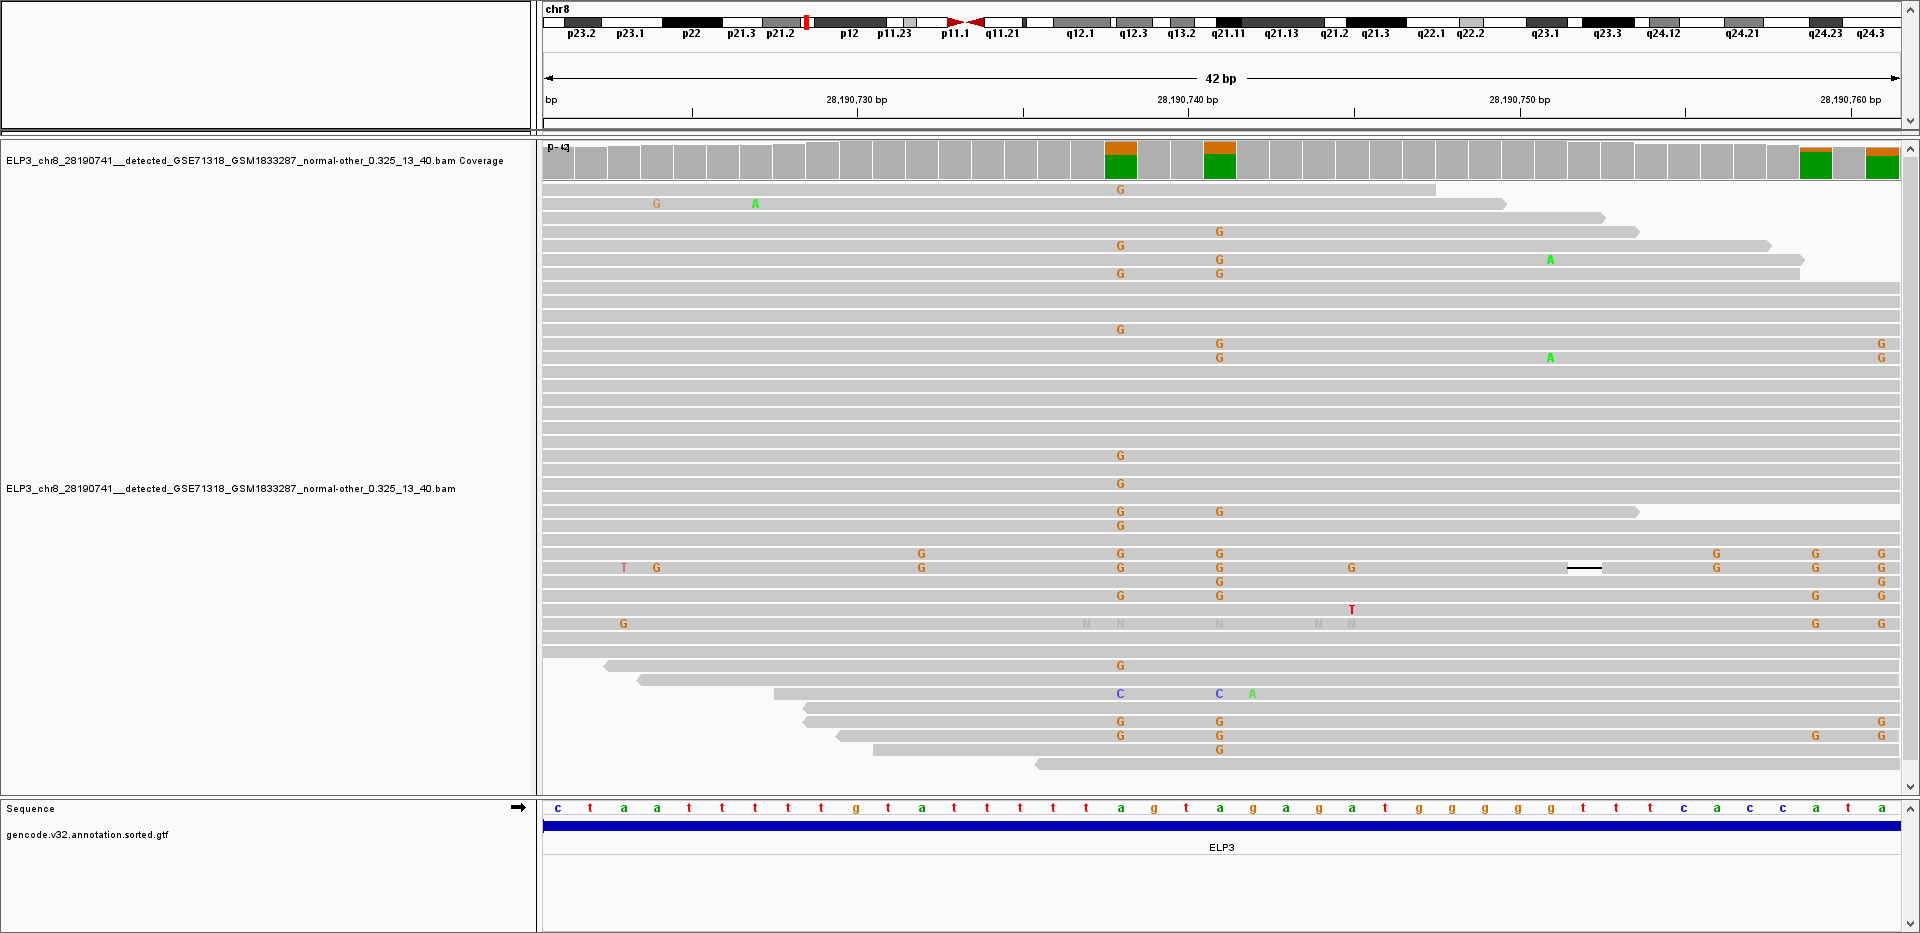 chr8
p23.2 p23.1 p22 p21.3 p21.2 p12 p11.23 p11.1 q11.21 q12.1 q12.3 q13.2 q21.11 q21.13 q21.2 q21.3 q22.1 q22.2 q23.1 q23.3 q24.12 q24.21 q24.23 q24.3
42 bp
bp 28,190,730 bp 28,190,740 bp 28,190,750 bp 28,190,760 bp
ELP3_chr8_28190741__detected_GSE71318_GSM1833287_normal-other_0.325_13_40.bam Coverage
G
G A
G
G
G A
G G
G
G G
G A G
G
G
G G
G
G G G G G G
T G G G G G G G G
G G
G G G G
T
G N N N N N G G
G
C C A
G G G
G G G G
G
ELP3_chr8_28190741__detected_GSE71318_GSM1833287_normal-other_0.325_13_40.bam
Sequence
c t a a t t t t t g t a t t t t t a g t a g a g a t g g g g g t t t c a c c a t a
gencode.v32.annotation.sorted.gtf
ELP3